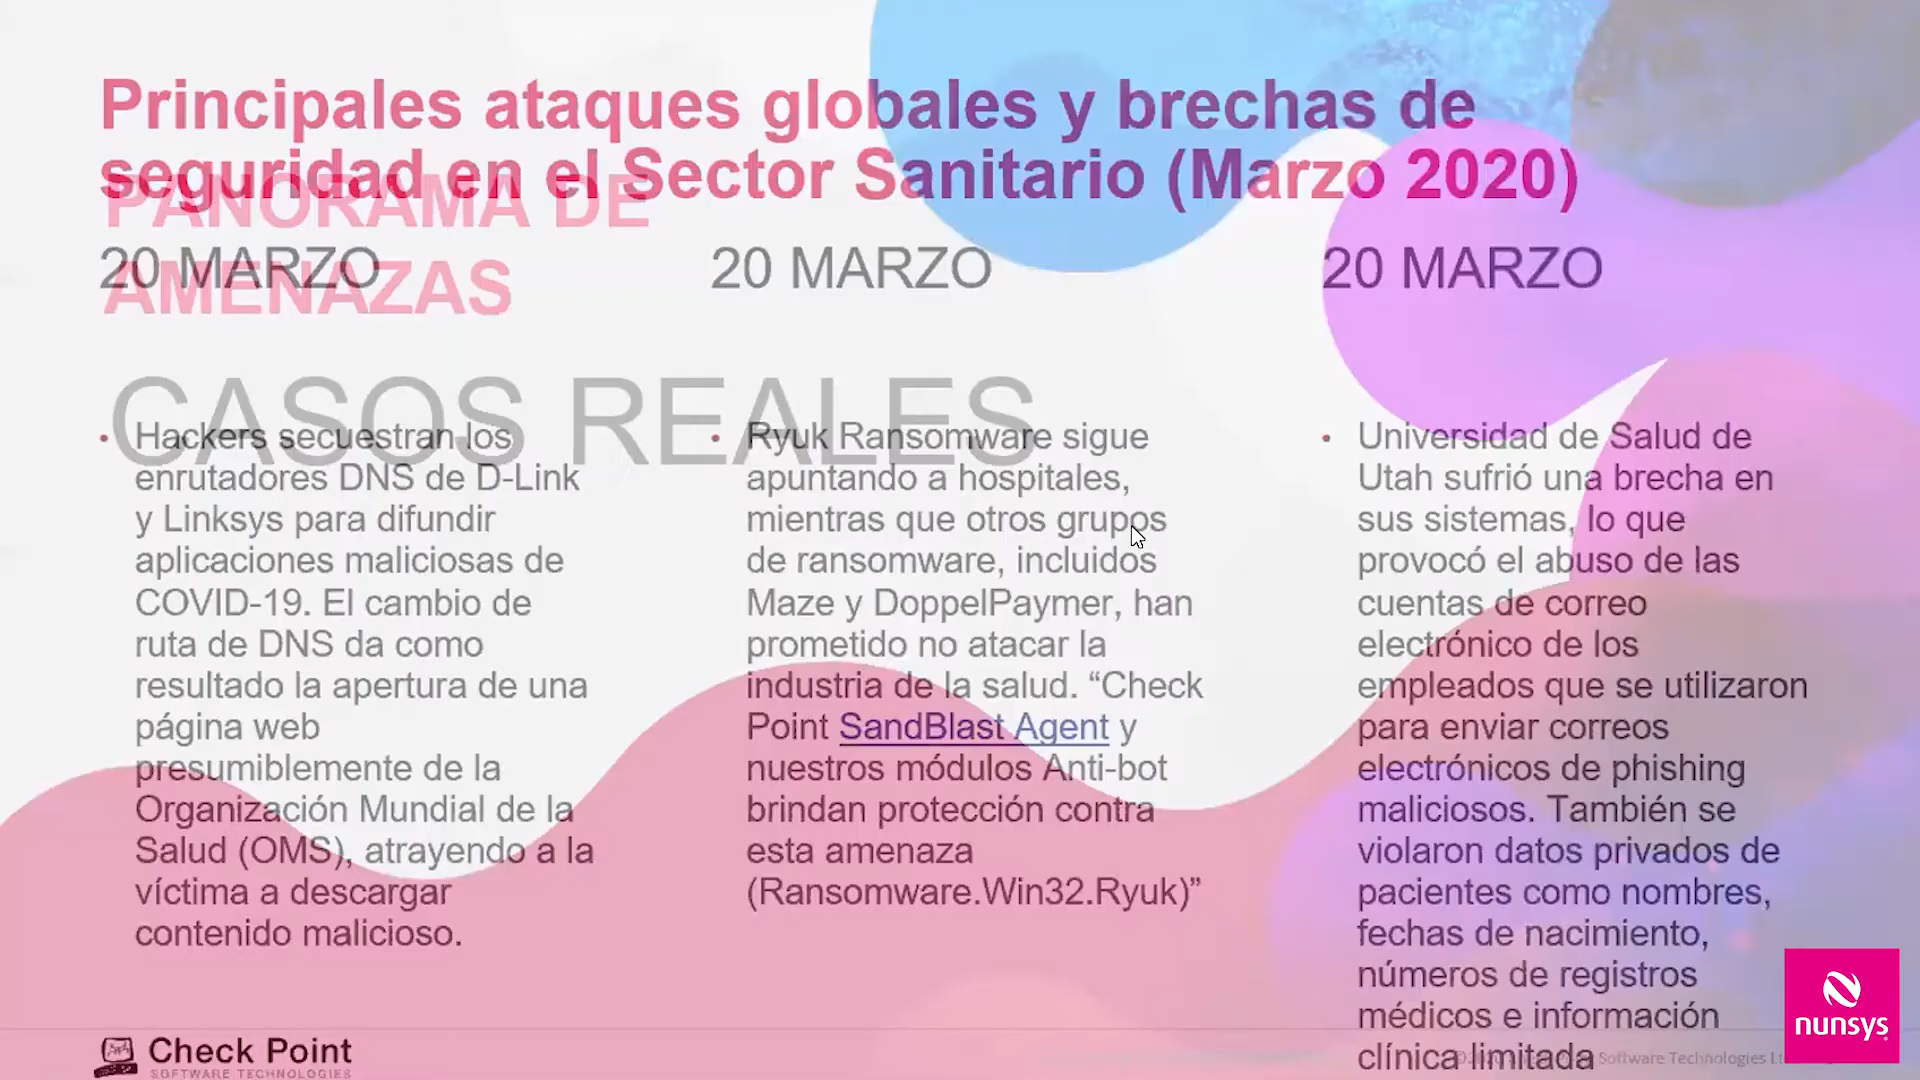 Principales ataques globales y brechas de
seguridad en el Sector Sanitario (Marzo 2020)
PANORAMA DE
AMENAZAS
CASOS REALES
20 MARZO
• Hackers secuestran los
enrutadores DNS de D-Link
y Linksys para difundir
aplicaciones maliciosas de
COVID-19. El cambio de
ruta de DNS da como
resultado la apertura de una
página web
presumiblemente de la
Organización Mundial de la
Salud (OMS), atrayendo a la
víctima a descargar
contenido malicioso.
20 MARZO
• Ryuk Ransomware sigue
apuntando a hospitales,
mientras que otros grupos
de ransomware, incluidos
Maze y DoppelPaymer, han
prometido no atacar la
industria de la salud. “Check
Point SandBlast Agent y
nuestros módulos Anti-bot
brindan protección contra
esta amenaza
(Ransomware.Win32.Ryuk)”
20 MARZO
• Universidad de Salud de
Utah sufrió una brecha en
sus sistemas, lo que
provocó el abuso de las
cuentas de correo
electrónico de los
empleados que se utilizaron
para enviar correos
electrónicos de phishing
maliciosos. También se
violaron datos privados de
pacientes como nombres,
fechas de nacimiento,
números de registros
médicos e información
clínica limitada
Check Point
SOFTWARE TECHNOLOGIES
Software Technologies
nunsys